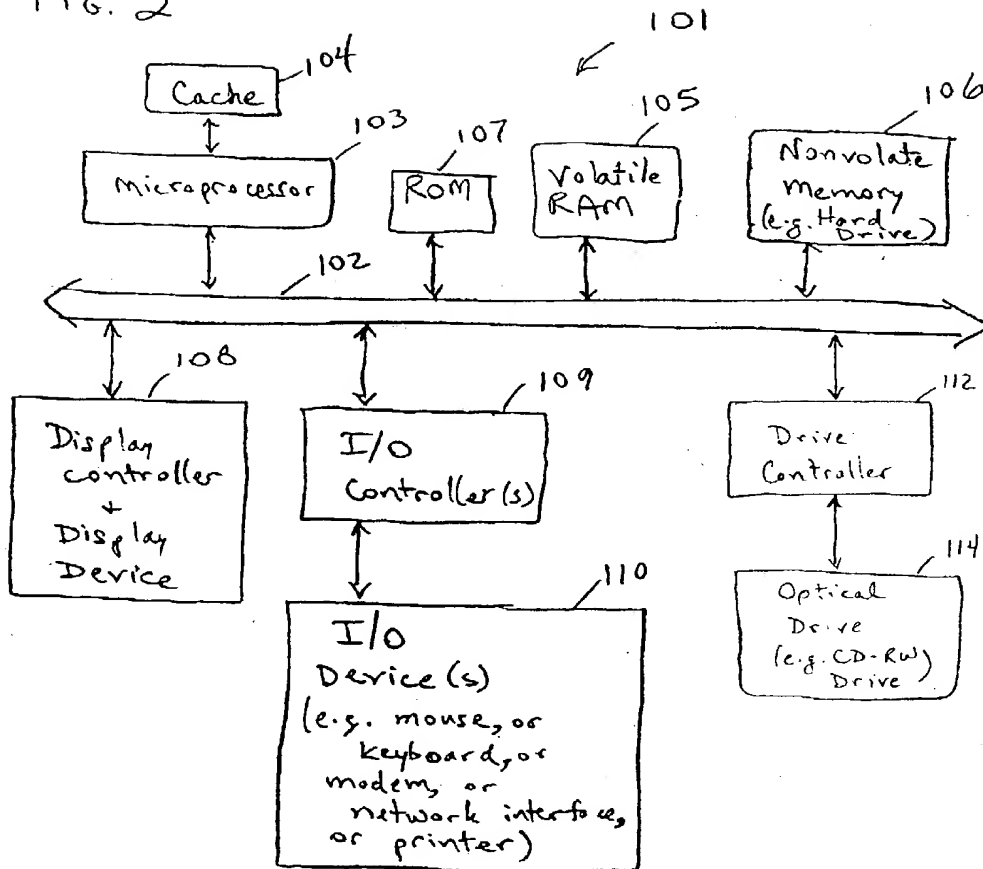 FIG. 2
101
104
Cache
103
Microprocessor
107
ROM
105
Volatile
RAM
106
Nonvolate
Memory
(e.g. Hard
Drive)
102
108
Display
controller
+
Display
Device
109
I/O
Controller(s)
112
Drive
Controller
110
I/O
Device(s)
(e.g. mouse, or
keyboard, or
modem, or
network interface,
or printer)
114
Optical
Drive
(e.g. CD-RW)
Drive